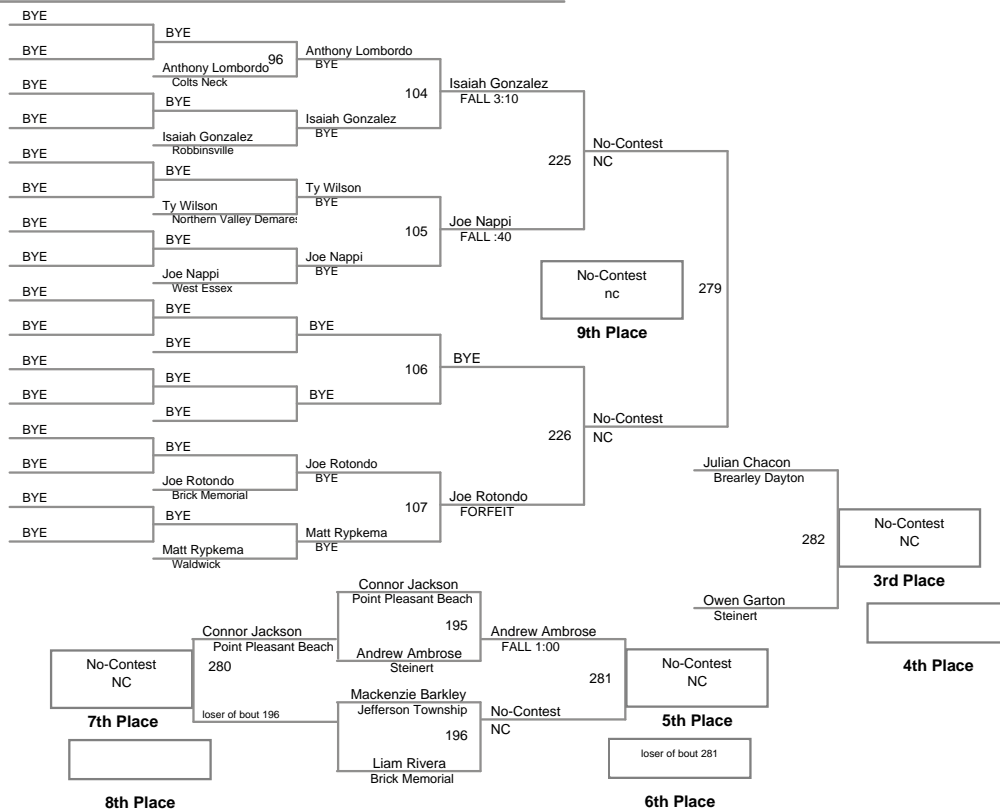 BYE
BYE
BYE
Anthony Lombordo
Colts Neck
96
Anthony Lombordo
BYE
BYE
BYE
BYE
Isaiah Gonzalez
Robbinsville
Isaiah Gonzalez
BYE
104
Isaiah Gonzalez
FALL 3:10
BYE
BYE
BYE
Ty Wilson
Northern Valley Demares
Ty Wilson
BYE
BYE
BYE
BYE
Joe Nappi
West Essex
Joe Nappi
BYE
105
Joe Nappi
FALL :40
225
No-Contest
NC
BYE
BYE
BYE
BYE
BYE
BYE
BYE
BYE
BYE
BYE
106
BYE
BYE
BYE
BYE
Joe Rotondo
Brick Memorial
Joe Rotondo
BYE
BYE
BYE
BYE
Matt Rypkema
Waldwick
Matt Rypkema
BYE
107
Joe Rotondo
FORFEIT
226
No-Contest
NC
279
No-Contest
nc
9th Place
Julian Chacon
Brearley Dayton
282
Owen Garton
Steinert
No-Contest
NC
3rd Place
4th Place
Connor Jackson
Point Pleasant Beach
195
Andrew Ambrose
Steinert
Andrew Ambrose
FALL 1:00
Mackenzie Barkley
Jefferson Township
196
Liam Rivera
Brick Memorial
No-Contest
NC
281
No-Contest
NC
5th Place
loser of bout 281
6th Place
Connor Jackson
Point Pleasant Beach
280
loser of bout 196
No-Contest
NC
7th Place
8th Place